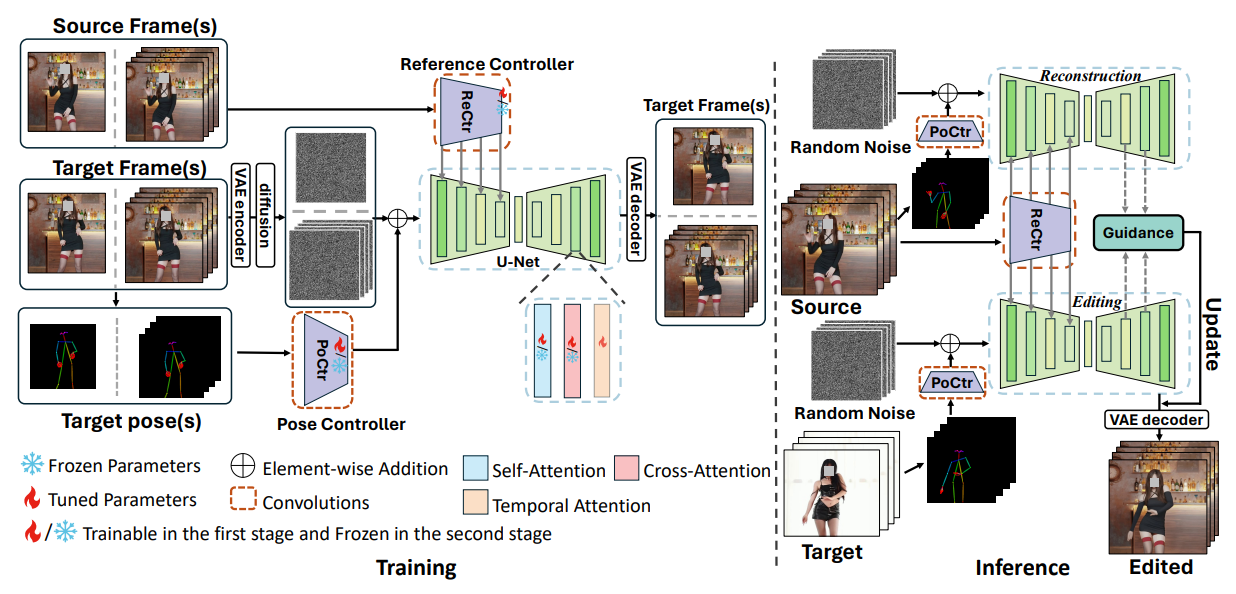 Source Frame(s)
Reference Controller
ReCtr
Target Frame(s)
VAE encoder
diffusion
U-Net
VAE decoder
Target Frame(s)
PoCtr
Target pose(s)
Pose Controller
Frozen Parameters
Element-wise Addition
Self-Attention
Cross-Attention
Tuned Parameters
Convolutions
Temporal Attention
/
Trainable in the first stage and Frozen in the second stage
Training
Reconstruction
PoCtr
Random Noise
ReCtr
Guidance
Source
Editing
Update
PoCtr
Random Noise
VAE decoder
Target
Inference
Edited